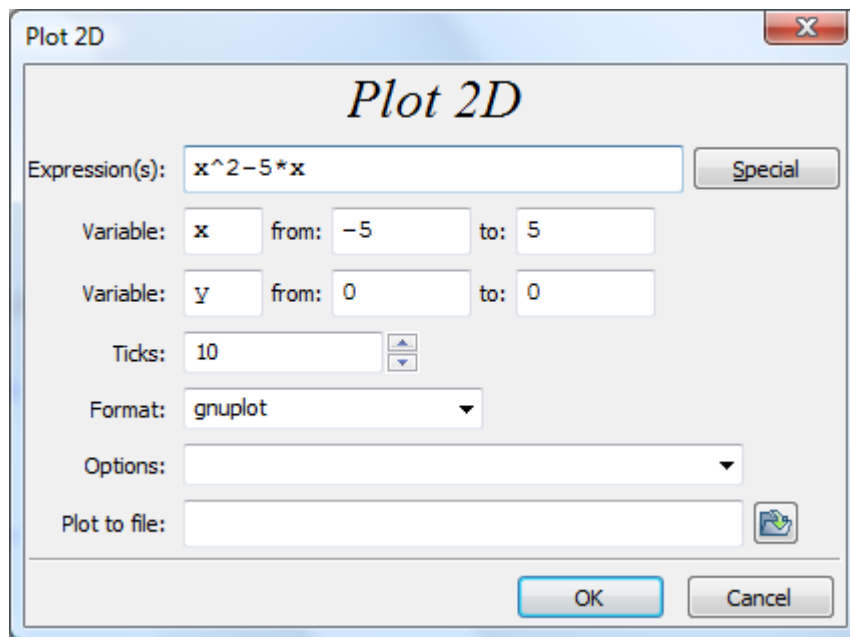 Plot 2D
Plot 2D
Expression(s): x^2-5*x Special
Variable: x from: -5 to: 5
Variable: y from: 0 to: 0
Ticks: 10
Format: gnuplot
Options:
Plot to file:
OK Cancel